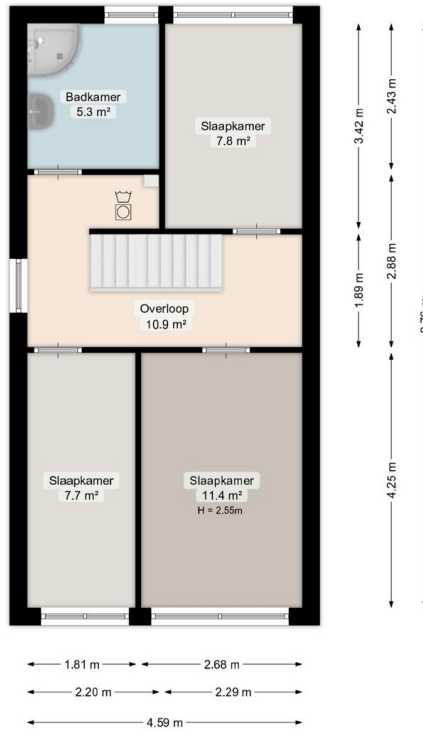 Badkamer
5.3 m²
Slaapkamer
7.8 m²
Overloop
10.9 m²
Slaapkamer
7.7 m²
Slaapkamer
11.4 m²
H = 2.55m
3.42 m
2.43 m
1.89 m
2.88 m
4.25 m
1.81 m
2.68 m
2.20 m
2.29 m
4.59 m